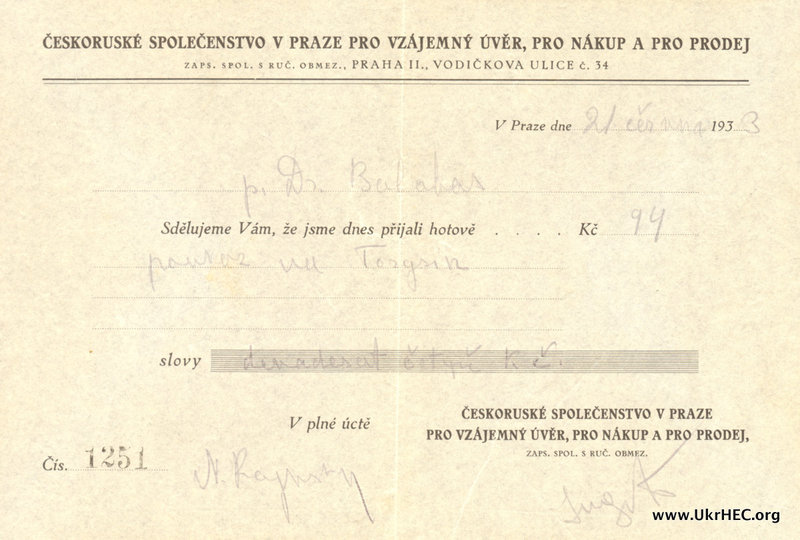 ČESKORUSKÉ SPOLEČENSTVO V PRAZE PRO VZÁJEMNÝ ÚVĚR, PRO NÁKUP A PRO PRODEJ
ZAPS. SPOL. S RUČ. OBMEZ., PRAHA II., VODIČKOVA ULICE č. 34
V Praze dne 21 června 1933
p. Dr. Balabas
Sdělujeme Vám, že jsme dnes přijali hotově . . . . Kč 94
poukaz na Torgsin
slovy devadesat čtyři Kč.
V plné úctě
ČESKORUSKÉ SPOLEČENSTVO V PRAZE
PRO VZÁJEMNÝ ÚVĚR, PRO NÁKUP A PRO PRODEJ,
ZAPS. SPOL. S RUČ. OBMEZ.
Čís. 1251
www.UkrHEC.org